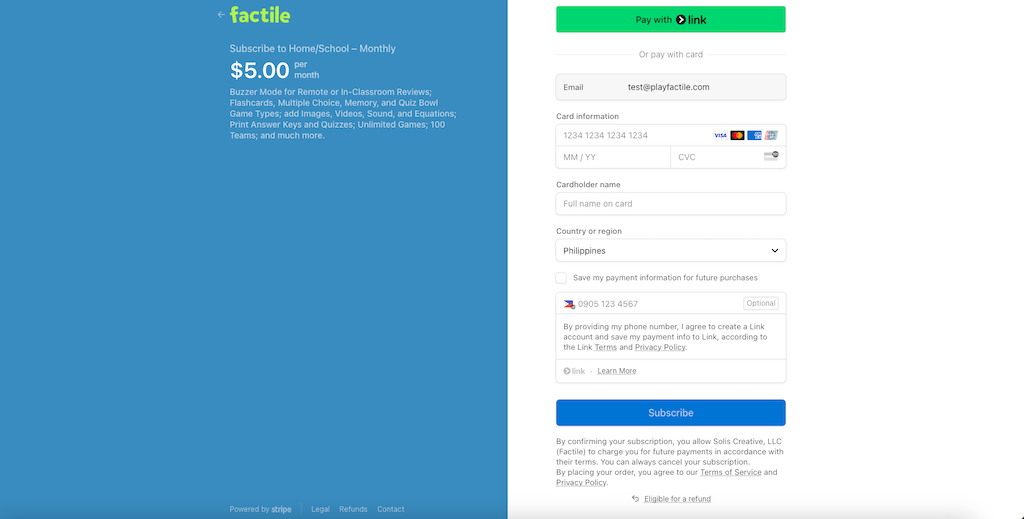 factile
Subscribe to Home/School – Monthly
$5.00 per
month
Buzzer Mode for Remote or In-Classroom Reviews;
Flashcards, Multiple Choice, Memory, and Quiz Bowl
Game Types; add Images, Videos, Sound, and Equations;
Print Answer Keys and Quizzes; Unlimited Games; 100
Teams; and much more.
Powered by stripe
Legal Refunds Contact
Pay with link
Or pay with card
Email test@playfactile.com
Card information
1234 1234 1234 1234 VISA
MM / YY CVC
Cardholder name
Full name on card
Country or region
Philippines
Save my payment information for future purchases
0905 123 4567 Optional
By providing my phone number, I agree to create a Link
account and save my payment info to Link, according to
the Link Terms and Privacy Policy.
link · Learn More
Subscribe
By confirming your subscription, you allow Solis Creative, LLC
(Factile) to charge you for future payments in accordance with
their terms. You can always cancel your subscription.
By placing your order, you agree to our Terms of Service and
Privacy Policy.
Eligible for a refund